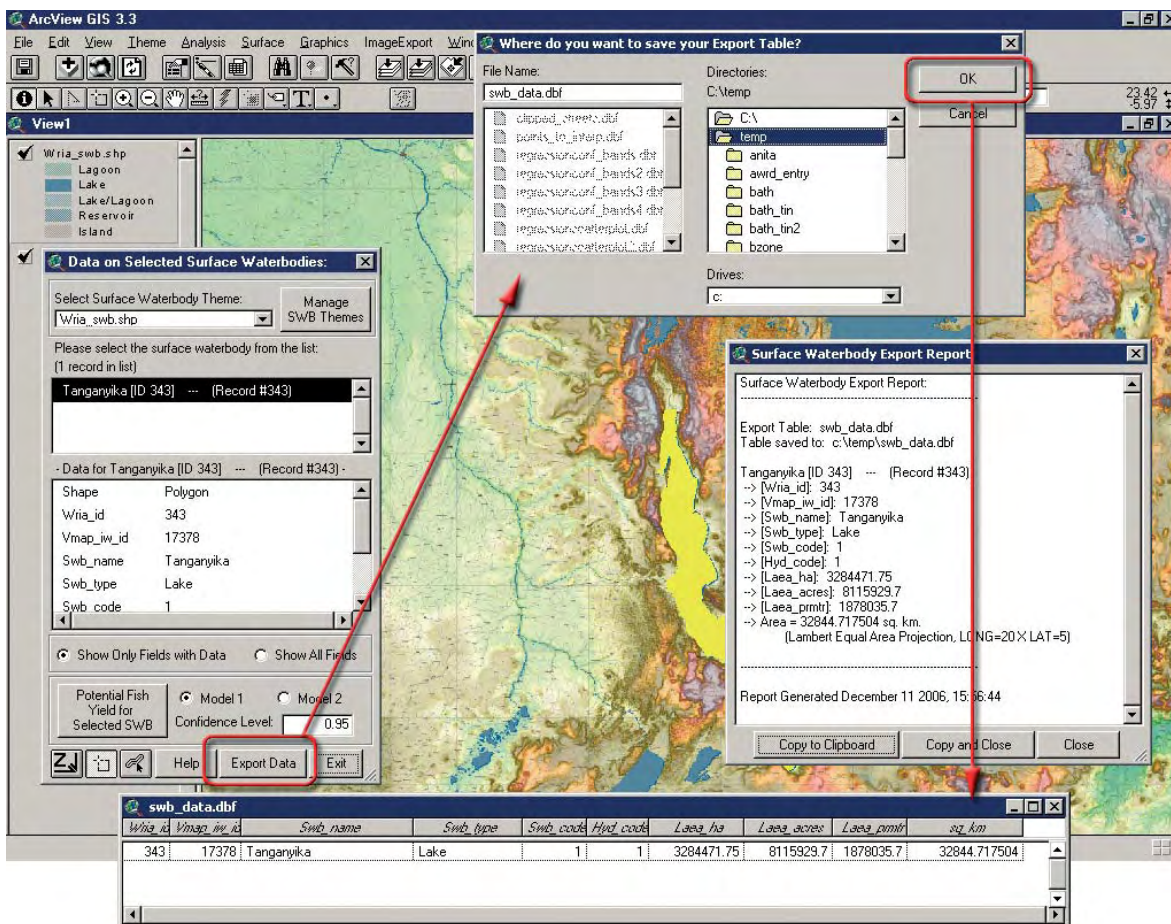 ArcView GIS 3.3
File Edit View Theme Analysis Surface Graphics ImageExport
23.42
-5.97
View1
Wria_swb.shp
Lagoon
Lake
Lake/Lagoon
Reservoir
Island
Where do you want to save your Export Table?
File Name:
swb_data.dbf
clipped_streetz.dbf
points_to_interp.dbf
regressionconf_bands.dbf
regressionconf_bands2.dbf
regressionconf_bands3.dbf
regressionconf_bands4.dbf
regressionscatterplot.dbf
regressionscatterplot2.dbf
Directories:
C:\temp
C:\
temp
anita
awrd_entry
bath
bath_tin
bath_tin2
bzone
Drives:
c:
OK
Cancel
Data on Selected Surface Waterbodies:
Select Surface Waterbody Theme:
Wria_swb.shp
Manage
SWB Themes
Please select the surface waterbody from the list:
(1 record in list)
Tanganyika [ID 343] --- (Record #343)
- Data for Tanganyika [ID 343] --- (Record #343) -
Shape Polygon
Wria_id 343
Vmap_iw_id 17378
Swb_name Tanganyika
Swb_type Lake
Swb_code 1
Show Only Fields with Data Show All Fields
Potential Fish
Yield for
Selected SWB
Model 1 Model 2
Confidence Level: 0.95
Help Export Data Exit
Surface Waterbody Export Report
Surface Waterbody Export Report:
Export Table: swb_data.dbf
Table saved to: c:\temp\swb_data.dbf
Tanganyika [ID 343] --- (Record #343)
--> [Wria_id]: 343
--> [Vmap_iw_id]: 17378
--> [Swb_name]: Tanganyika
--> [Swb_type]: Lake
--> [Swb_code]: 1
--> [Hyd_code]: 1
--> [Laea_ha]: 3284471.75
--> [Laea_acres]: 8115929.7
--> [Laea_prmtr]: 1878035.7
--> Area = 32844.717504 sq. km.
(Lambert Equal Area Projection, LONG=20 X LAT=5)
Report Generated December 11 2006, 15:56:44
Copy to Clipboard Copy and Close Close
swb_data.dbf
Wria_id Vmap_iw_id Swb_name Swb_type Swb_code Hyd_code Laea_ha Laea_acres Laea_prmtr sq_km
343 17378 Tanganyika Lake 1 1 3284471.75 8115929.7 1878035.7 32844.717504